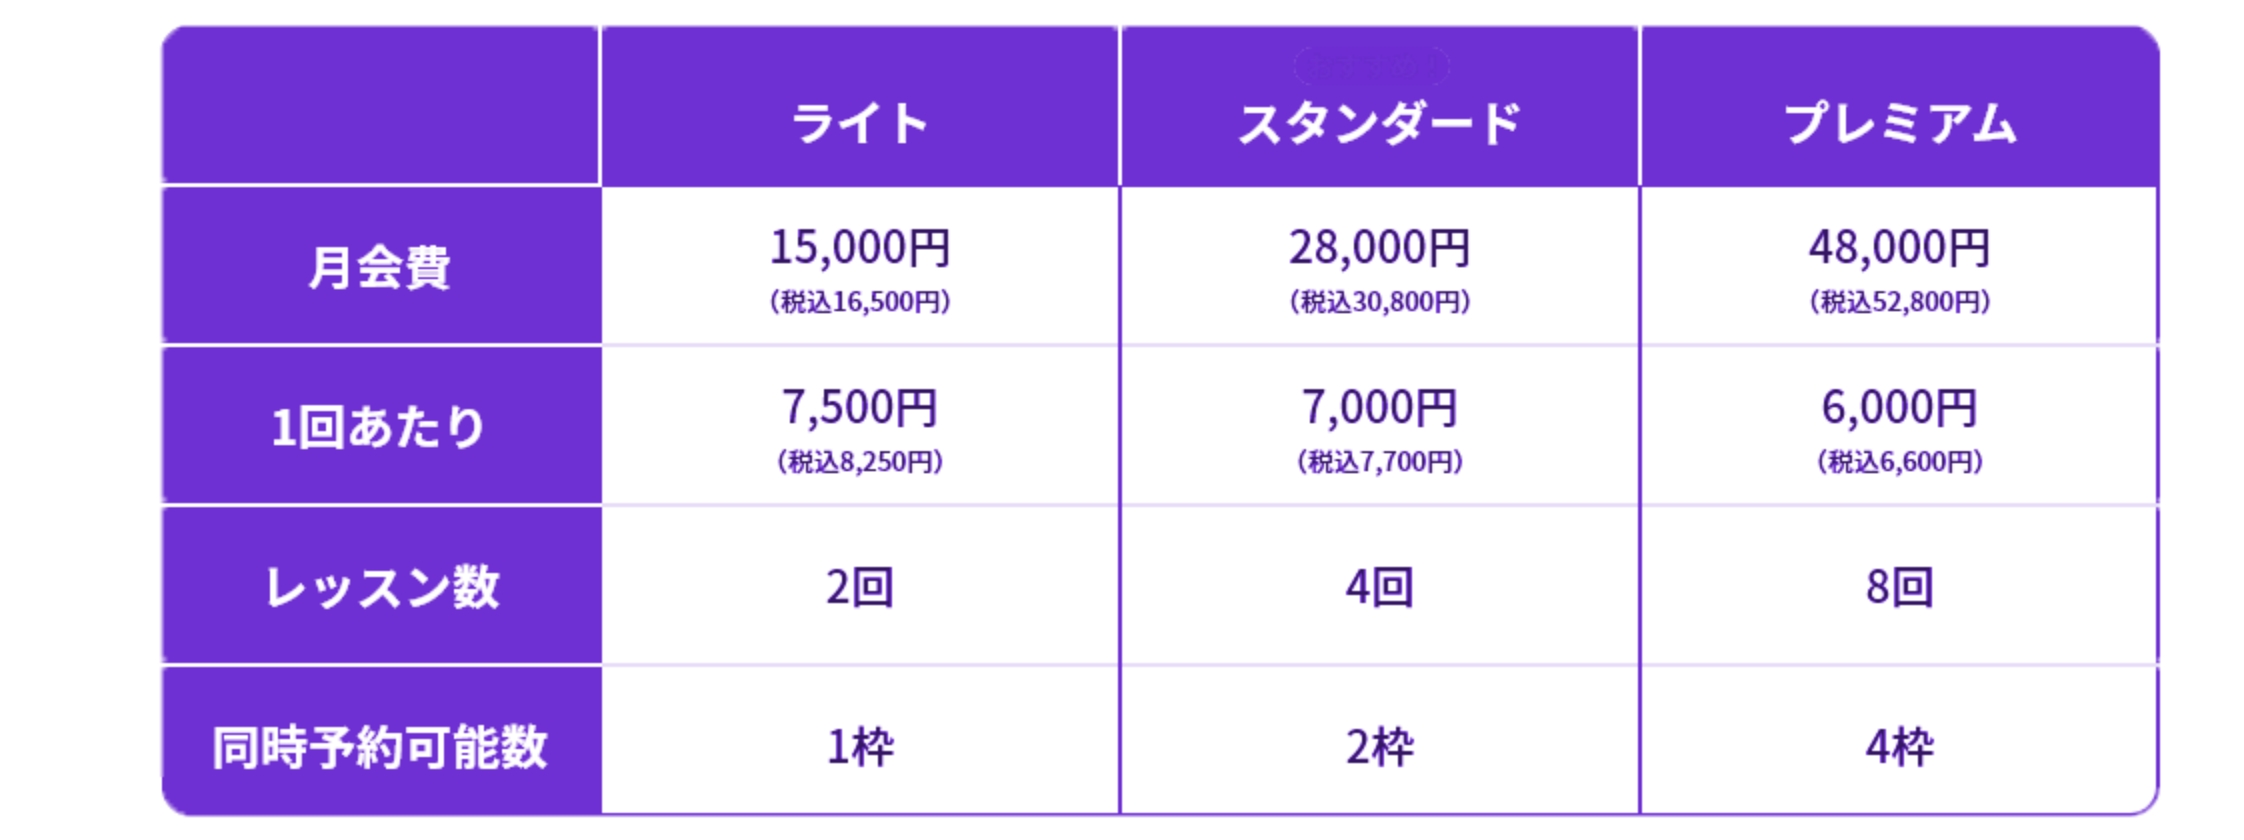 ライト
スタンダード
プレミアム
月会費
15,000円
(税込16,500円)
28,000円
(税込30,800円)
48,000円
(税込52,800円)
1回あたり
7,500円
(税込8,250円)
7,000円
(税込7,700円)
6,000円
(税込6,600円)
レッスン数
2回
4回
8回
同時予約可能数
1枠
2枠
4枠